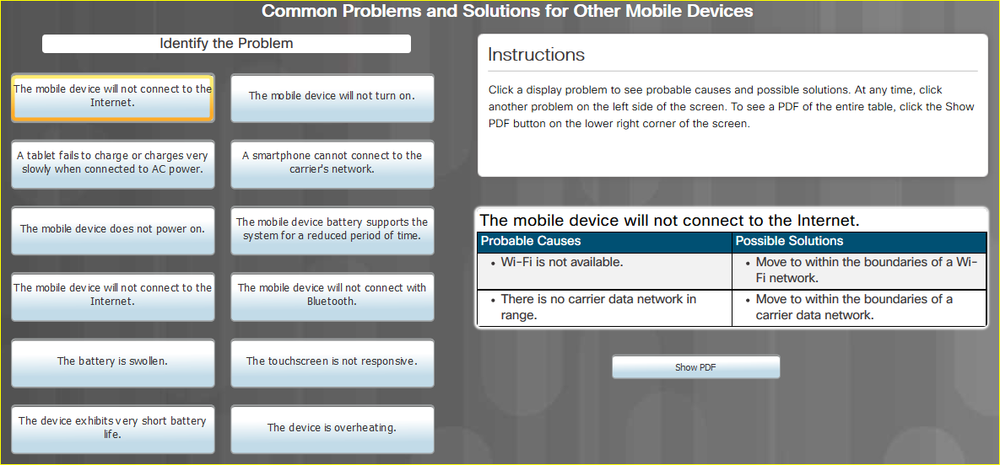 Common Problems and Solutions for Other Mobile Devices
Identify the Problem
The mobile device will not connect to the
Internet.
The mobile device will not turn on.
A tablet fails to charge or charges very
slowly when connected to AC power.
A smartphone cannot connect to the
carrier's network.
The mobile device does not power on.
The mobile device battery supports the
system for a reduced period of time.
The mobile device will not connect to the
Internet.
The mobile device will not connect with
Bluetooth.
The battery is swollen.
The touchscreen is not responsive.
The device exhibits very short battery
life.
The device is overheating.
Instructions
Click a display problem to see probable causes and possible solutions. At any time, click
another problem on the left side of the screen. To see a PDF of the entire table, click the Show
PDF button on the lower right corner of the screen.
The mobile device will not connect to the Internet.
Probable Causes
Possible Solutions
• Wi-Fi is not available.
• Move to within the boundaries of a Wi-
Fi network.
• There is no carrier data network in
range.
• Move to within the boundaries of a
carrier data network.
Show PDF